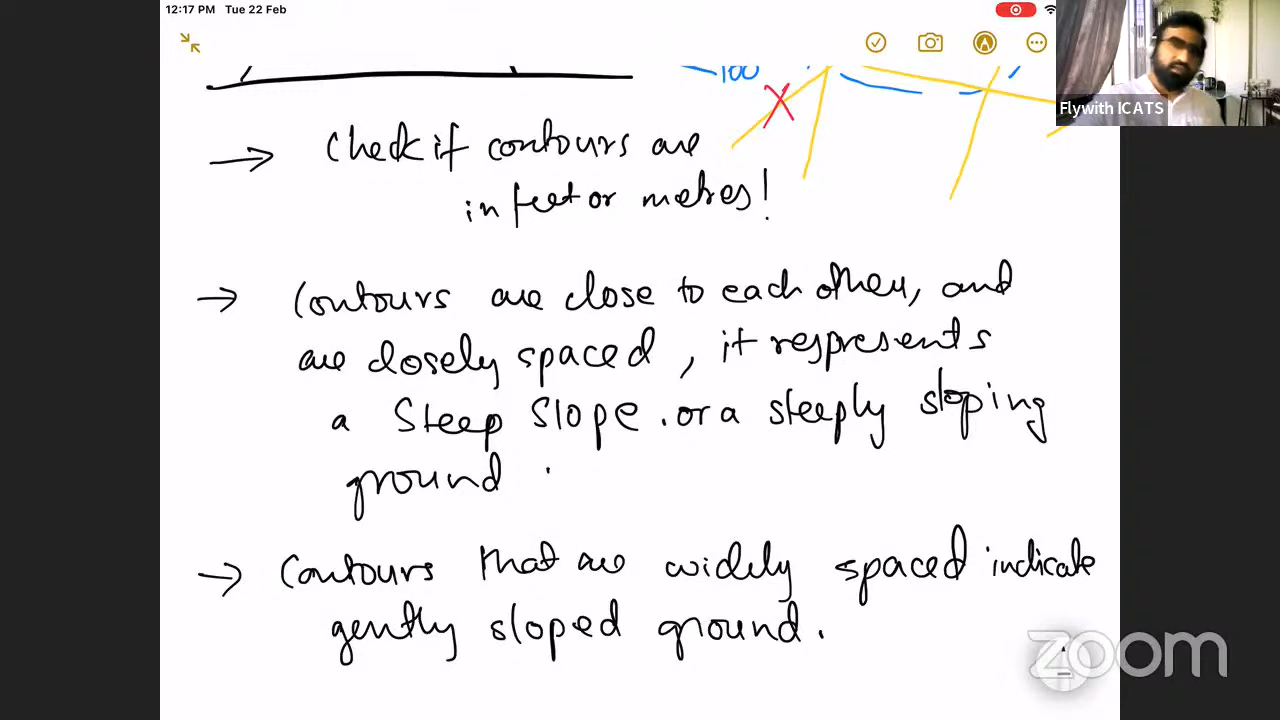 12:17 PM Tue 22 Feb
100
Flywith ICATS
→ Check if contours are
in feet or metres!
→ Contours are close to each other, and
are closely spaced, it respresents
a Steep Slope. or a steeply sloping
ground.
→ Contours that are widely spaced indicate
gently sloped ground.
zoom